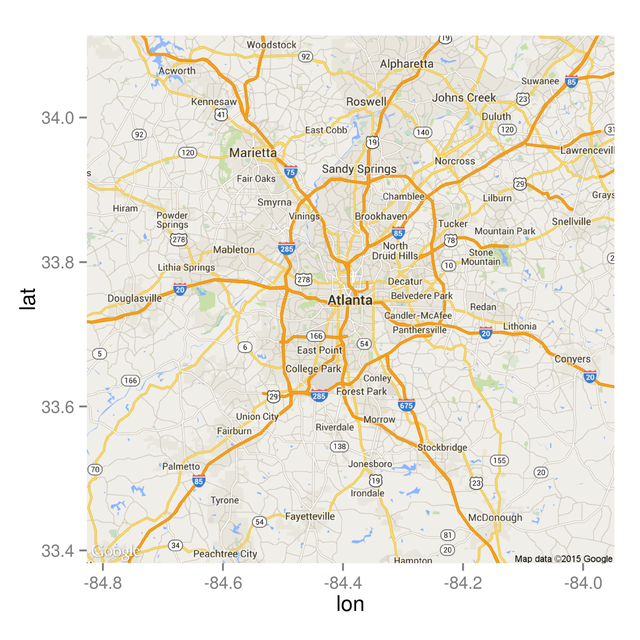 19
Woodstock
92
Acworth
Alpharetta
Suwanee
85
Kennesaw
Roswell
Johns Creek
23
34.0
41
Duluth
92
East Cobb
140
120
19
Lawrenceville
120
Marietta
Norcross
Sandy Springs
75
Fair Oaks
29
Chamblee
Lilburn
Grays
Hiram
Smyrna
Powder
Springs
Vinings
Brookhaven
Tucker
Snellville
278
85
78
Mountain Park
33.8
Mableton
285
North
Druid Hills
Stone
Mountain
Lithia Springs
278
10
Decatur
20
Douglasville
Atlanta
Belvedere Park
Redan
lat
Candler-McAfee
Panthersville
20
Lithonia
166
54
5
6
East Point
Conyers
166
College Park
Conley
20
29
285
Forest Park
33.6
675
Union City
Morrow
Fairburn
Riverdale
138
Stockbridge
70
Palmetto
Jonesboro
155
20
85
19
23
Irondale
Tyrone
McDonough
54
Fayetteville
81
34
20
33.4
Google
Peachtree City
Hampton
Map data ©2015 Google
-84.8
-84.6
-84.4
-84.2
-84.0
lon